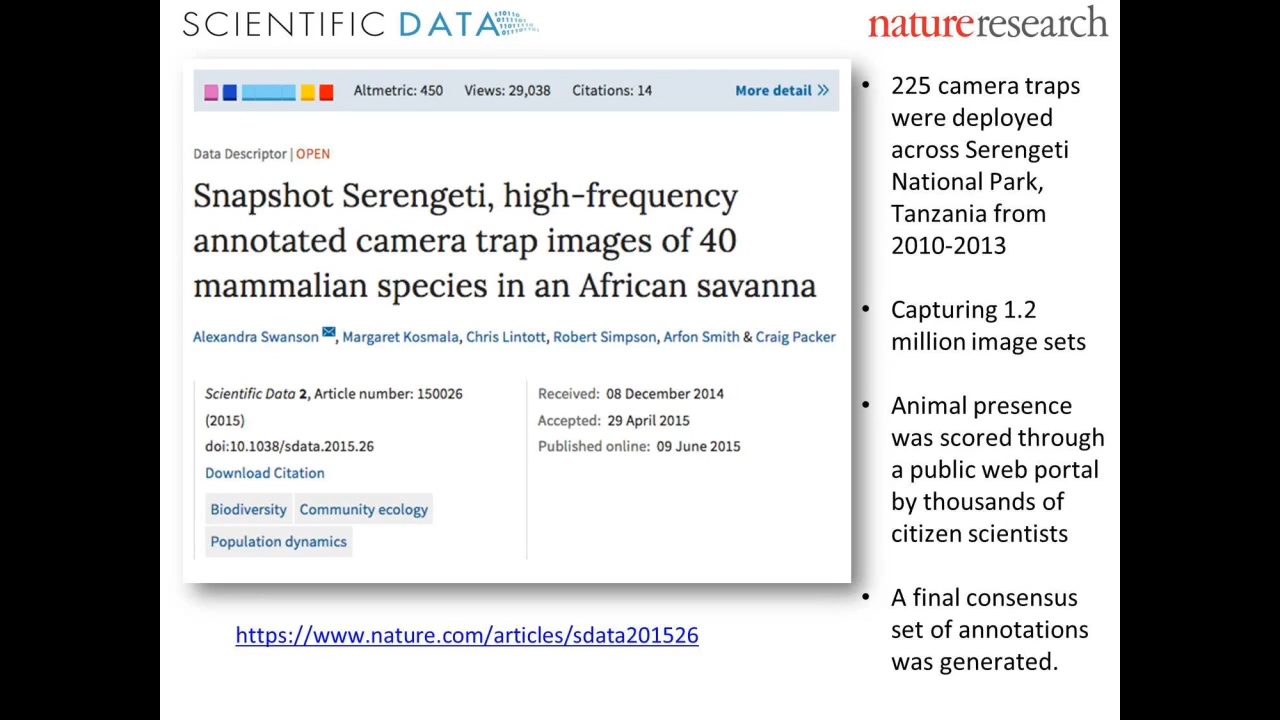 SCIENTIFIC DATA
natureresearch
Altmetric: 450 Views: 29,038 Citations: 14 More detail »
Data Descriptor | OPEN
Snapshot Serengeti, high-frequency
annotated camera trap images of 40
mammalian species in an African savanna
Alexandra Swanson, Margaret Kosmala, Chris Lintott, Robert Simpson, Arfon Smith & Craig Packer
Scientific Data 2, Article number: 150026
(2015)
doi:10.1038/sdata.2015.26
Download Citation
Biodiversity Community ecology
Population dynamics
Received: 08 December 2014
Accepted: 29 April 2015
Published online: 09 June 2015
https://www.nature.com/articles/sdata201526
• 225 camera traps
were deployed
across Serengeti
National Park,
Tanzania from
2010-2013
• Capturing 1.2
million image sets
• Animal presence
was scored through
a public web portal
by thousands of
citizen scientists
• A final consensus
set of annotations
was generated.